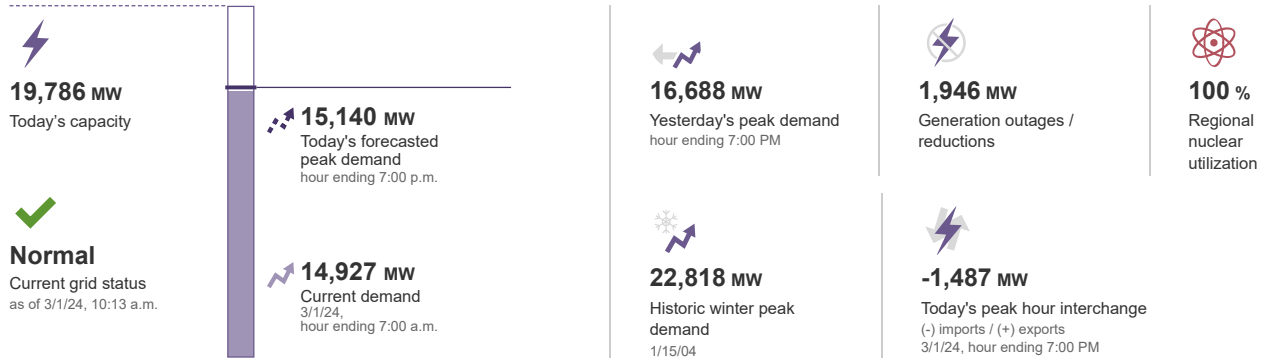 19,786 MW
Today's capacity
Normal
Current grid status
as of 3/1/24, 10:13 a.m.
15,140 MW
Today's forecasted
peak demand
hour ending 7:00 p.m.
14,927 MW
Current demand
3/1/24,
hour ending 7:00 a.m.
16,688 MW
Yesterday's peak demand
hour ending 7:00 PM
1,946 MW
Generation outages /
reductions
100 %
Regional
nuclear
utilization
22,818 MW
Historic winter peak
demand
1/15/04
-1,487 MW
Today's peak hour interchange
(-) imports / (+) exports
3/1/24, hour ending 7:00 PM